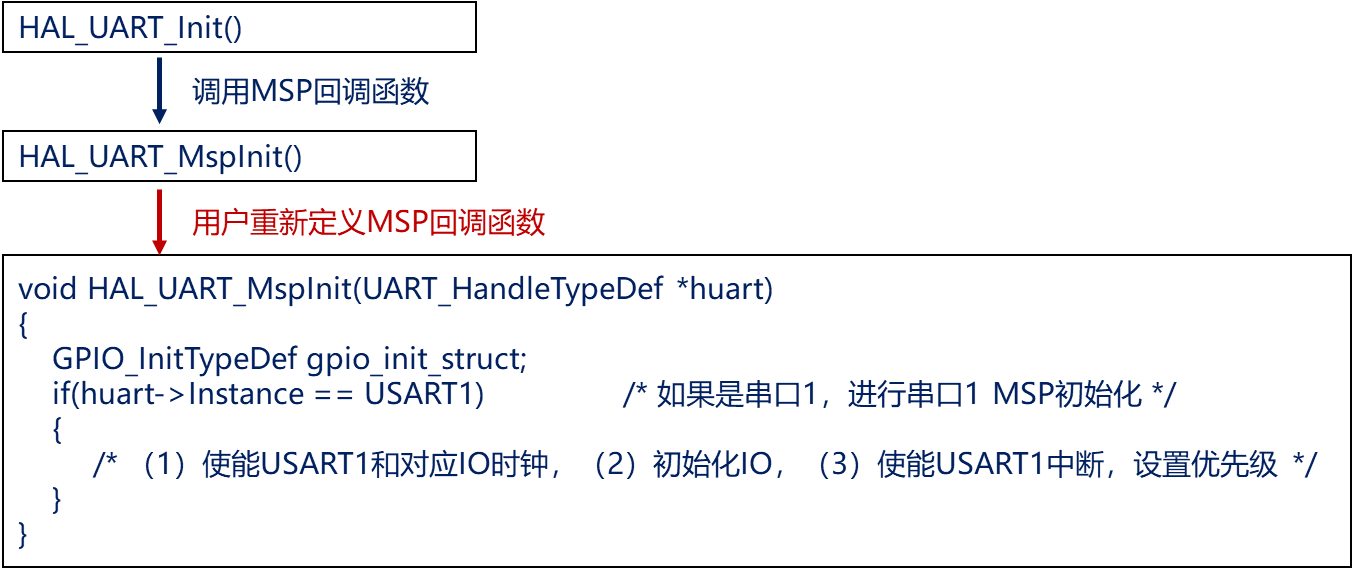 HAL_UART_Init()
调用MSP回调函数
HAL_UART_MspInit()
用户重新定义MSP回调函数
void HAL_UART_MspInit(UART_HandleTypeDef *huart)
{
GPIO_InitTypeDef gpio_init_struct;
if(huart->Instance == USART1) /* 如果是串口1，进行串口1 MSP初始化 */
{
/* （1）使能USART1和对应IO时钟，（2）初始化IO，（3）使能USART1中断，设置优先级 */
}
}